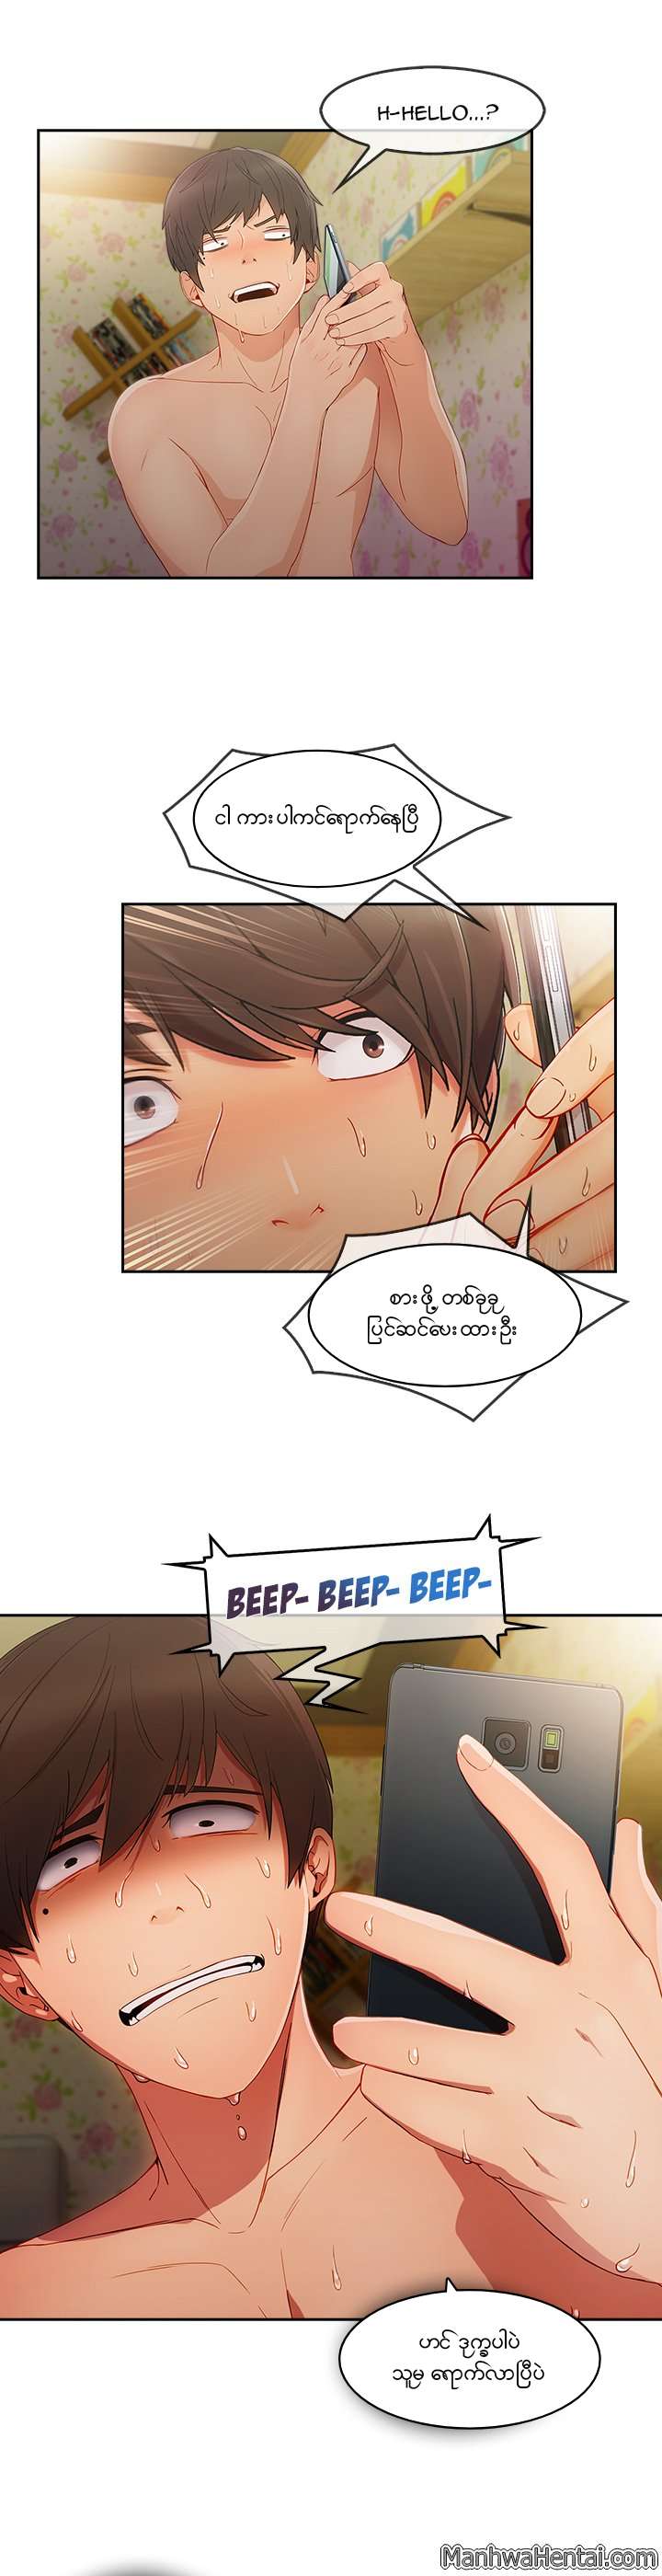 H-HELLO...?
ငါ ကားပါကင်ရောက်နေပြီ
စားဖို့ တစ်ခုခု
ပြင်ဆင်ပေးထားဦး
BEEP- BEEP- BEEP-
ဟင် ဒုက္ခပါပဲ
သူမ ရောက်လာပြီပဲ
ManhwaHentai.com